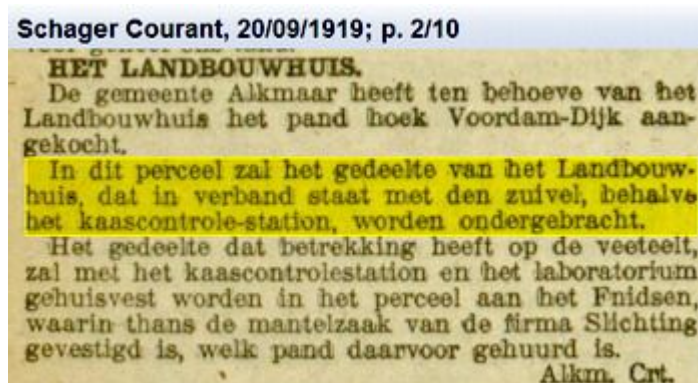 Schager Courant, 20/09/1919; p. 2/10
HET LANDBOUWHUIS.
De gemeente Alkmaar heeft ten behoeve van het
Landbouwhuis het pand hoek Voordam-Dijk aan-
gekocht.
In dit perceel zal het gedeelte van het Landbouw-
huis, dat in verband staat met den zuivel, behalve
het kaascontrole-station, worden ondergebracht.
Het gedeelte dat betrekking heeft op de veeteelt,
zal met het kaascontrolestation en het laboratorium
gehuisvest worden in het perceel aan het Fnidsen,
waarin thans de mantelzaak van de firma Slichting
gevestigd is, welk pand daarvoor gehuurd is.
Alkm. Crt.